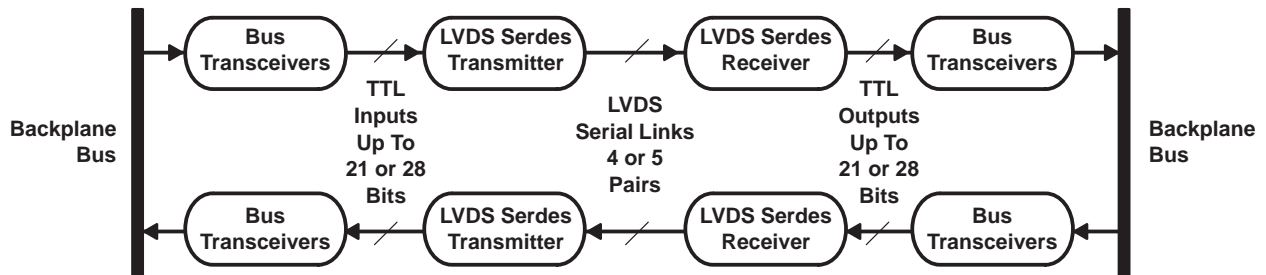 Bus
Transceivers
LVDS Serdes
Transmitter
LVDS Serdes
Receiver
Bus
Transceivers
Backplane
Bus
TTL
Inputs
Up To
21 or 28
Bits
LVDS
Serial Links
4 or 5
Pairs
TTL
Outputs
Up To
21 or 28
Bits
Backplane
Bus
Bus
Transceivers
LVDS Serdes
Transmitter
LVDS Serdes
Receiver
Bus
Transceivers